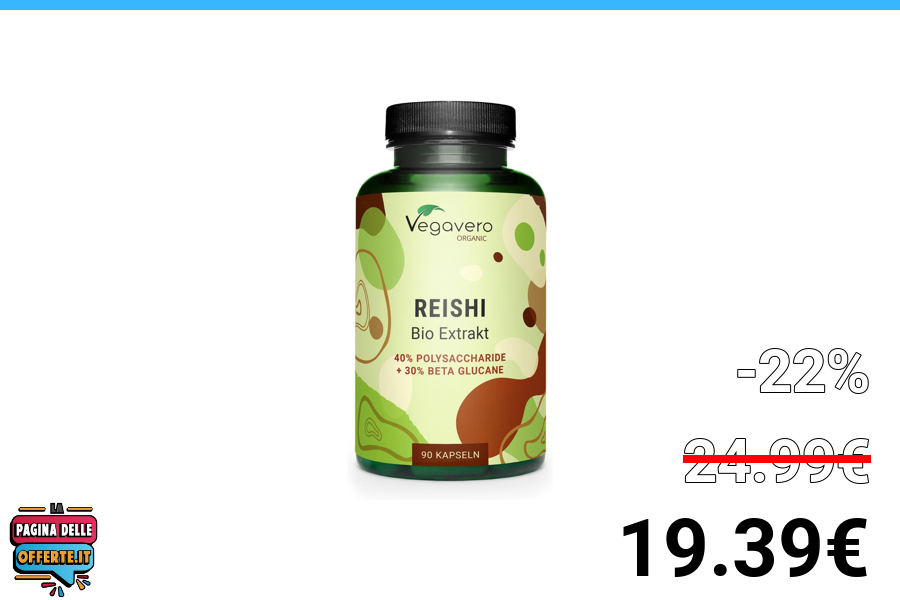 Vegavero
ORGANIC
REISHI
Bio Extrakt
40% POLYSACCHARIDE
+ 30% BETA GLUCANE
90 KAPSELN
-22%
24.99€
19.39€
LA
PAGINA DELLE
OFFERTE.IT